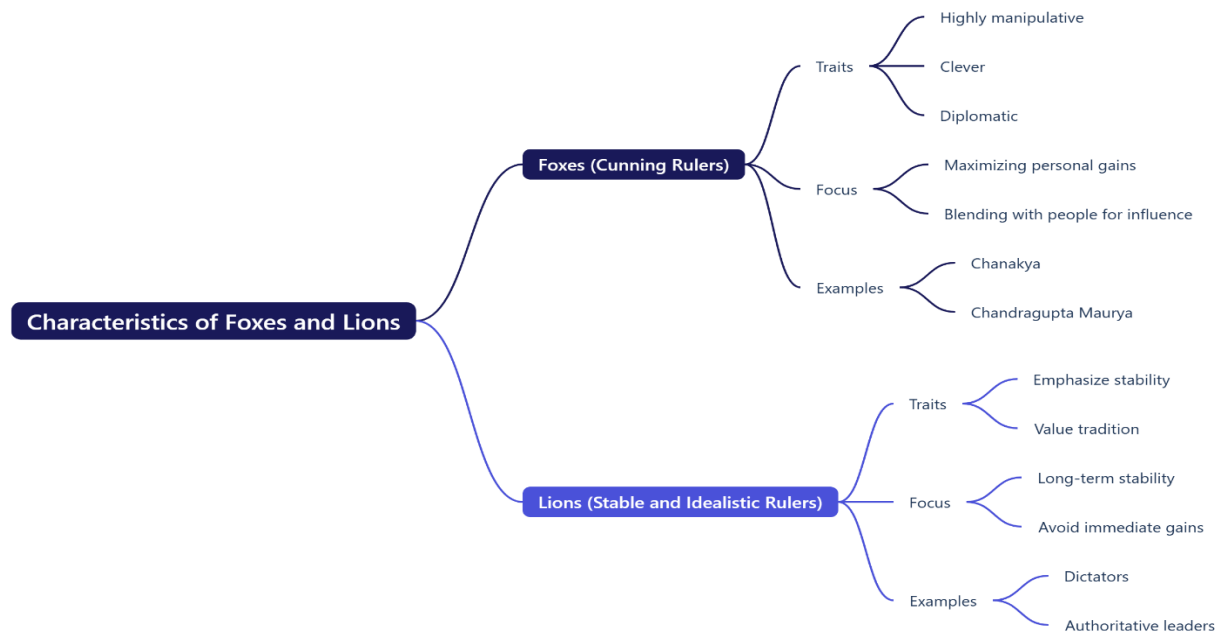 Characteristics of Foxes and Lions
Foxes (Cunning Rulers)
Traits
Highly manipulative
Clever
Diplomatic
Focus
Maximizing personal gains
Blending with people for influence
Examples
Chanakya
Chandragupta Maurya
Lions (Stable and Idealistic Rulers)
Traits
Emphasize stability
Value tradition
Focus
Long-term stability
Avoid immediate gains
Examples
Dictators
Authoritative leaders